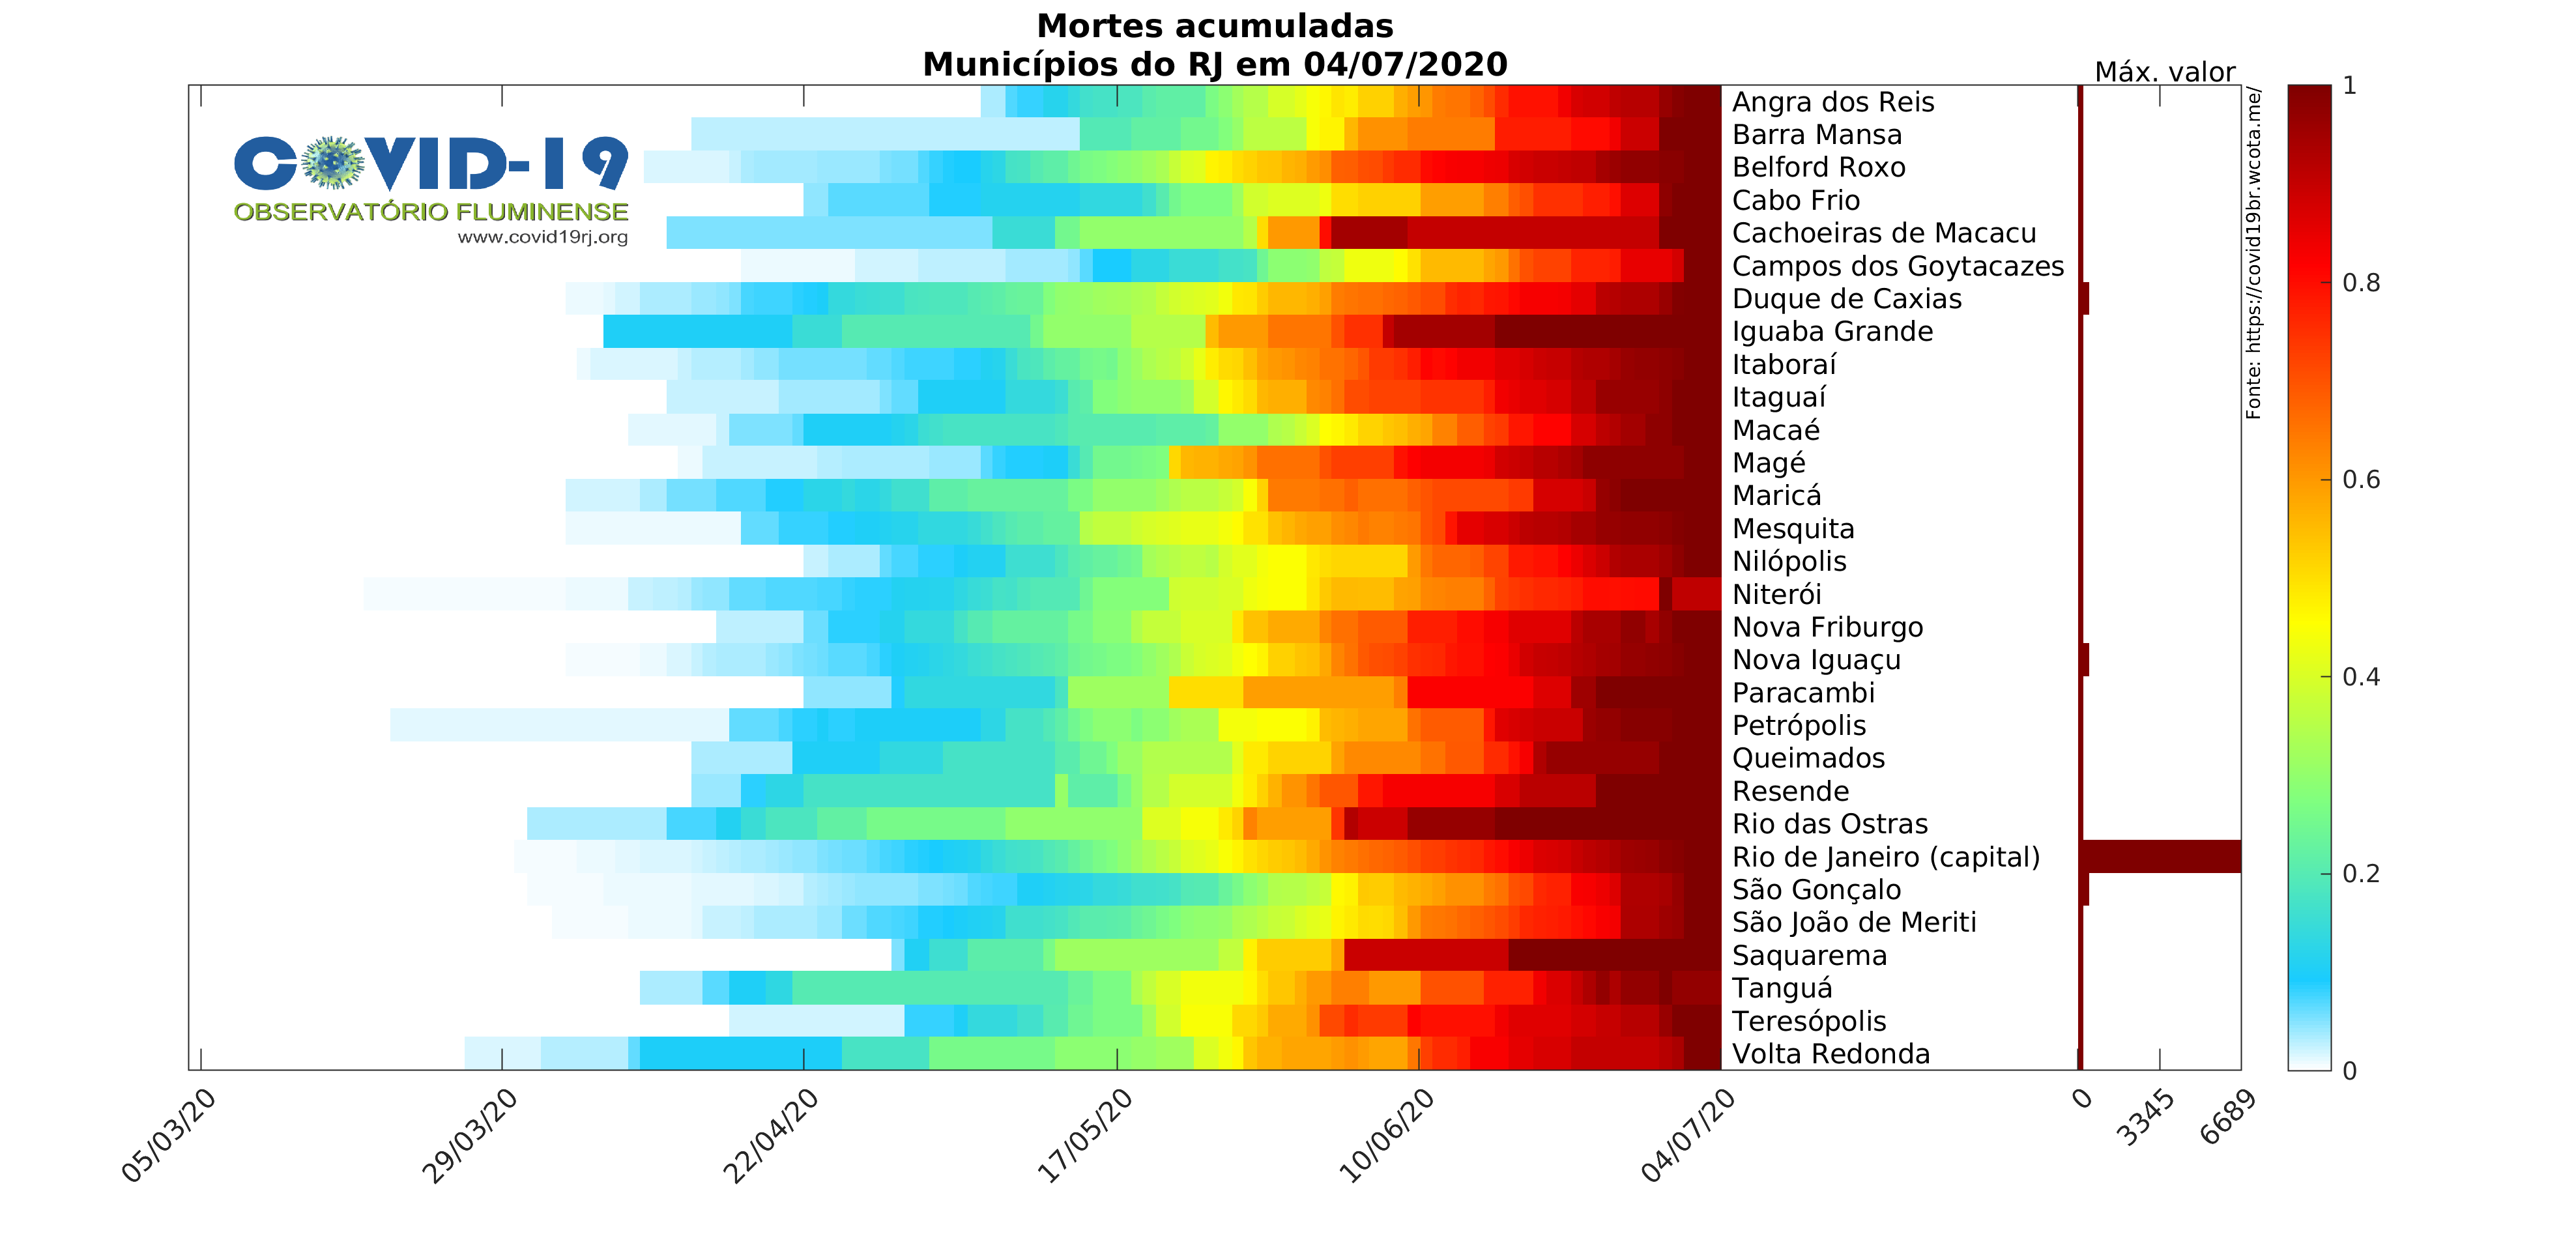 Mortes acumuladas
Municípios do RJ em 04/07/2020
Máx. valor
COVID-19
OBSERVATÓRIO FLUMINENSE
www.covid19rj.org
Angra dos Reis
Barra Mansa
Belford Roxo
Cabo Frio
Cachoeiras de Macacu
Campos dos Goytacazes
Duque de Caxias
Iguaba Grande
Itaboraí
Itaguaí
Macaé
Magé
Maricá
Mesquita
Nilópolis
Niterói
Nova Friburgo
Nova Iguaçu
Paracambi
Petrópolis
Queimados
Resende
Rio das Ostras
Rio de Janeiro (capital)
São Gonçalo
São João de Meriti
Saquarema
Tanguá
Teresópolis
Volta Redonda
Fonte: https://covid19br.wcota.me/
1
0.8
0.6
0.4
0.2
0
05/03/20
29/03/20
22/04/20
17/05/20
10/06/20
04/07/20
0
3345
6689